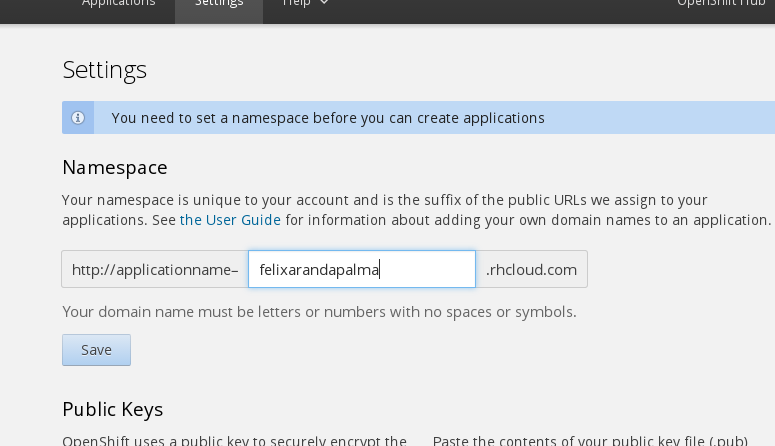 Applications Settings Help OpenShift Hub
Settings
You need to set a namespace before you can create applications
Namespace
Your namespace is unique to your account and is the suffix of the public URLs we assign to your
applications. See the User Guide for information about adding your own domain names to an application.
http://applicationname– felixarandapalma .rhcloud.com
Your domain name must be letters or numbers with no spaces or symbols.
Save
Public Keys
OpenShift uses a public key to securely encrypt the Paste the contents of your public key file (.pub)